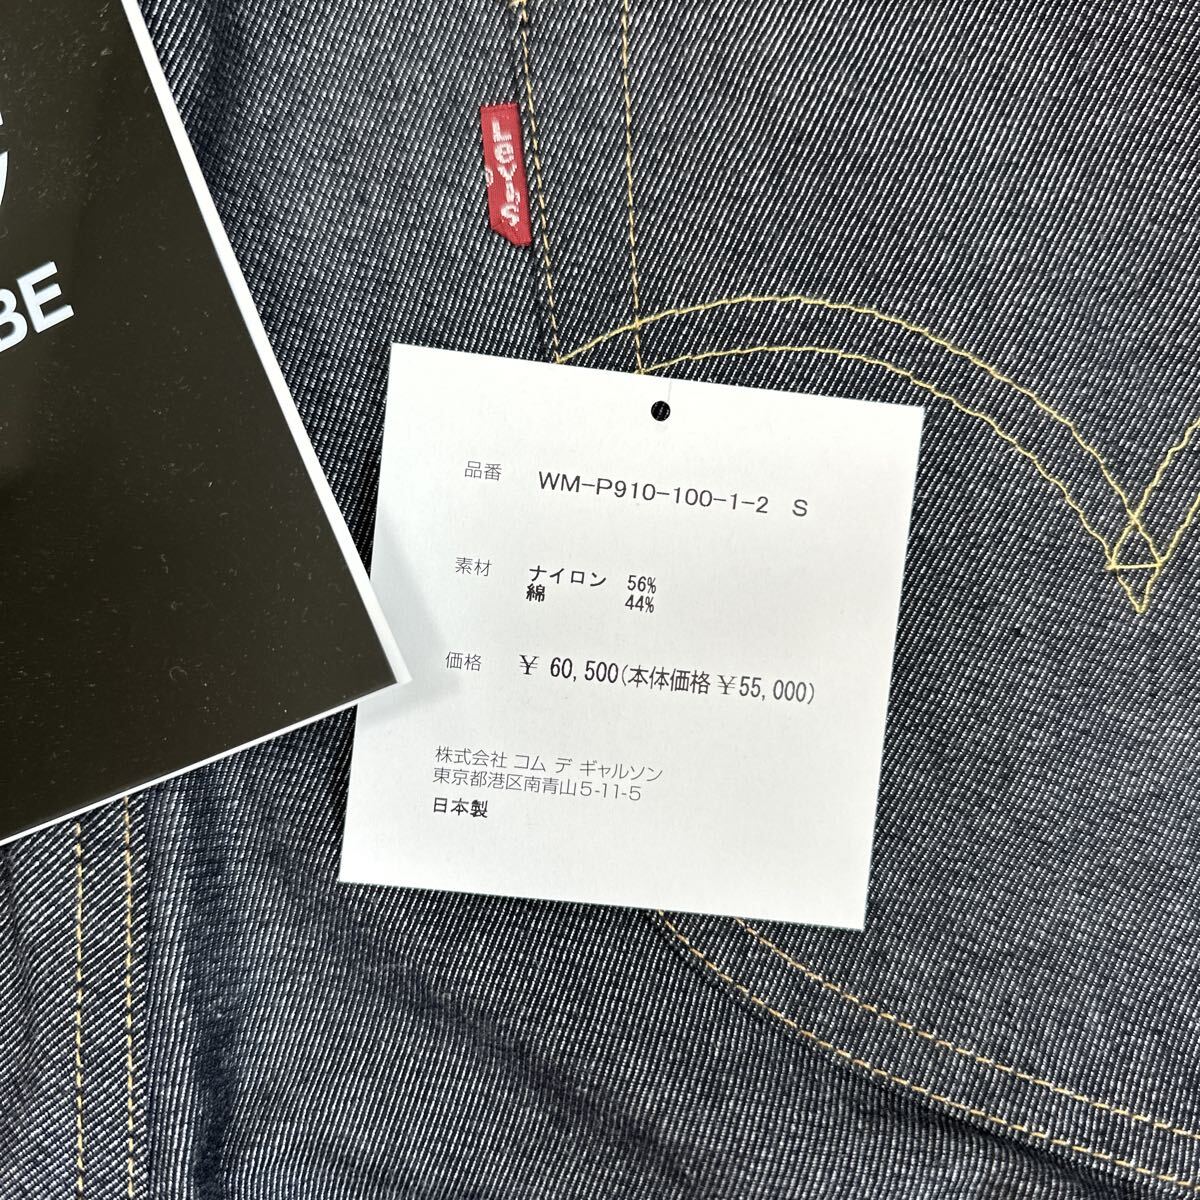 BE
Levi's
品番 WM-P910-100-1-2 S
素材 ナイロン 56%
綿 44%
価格 ¥ 60,500(本体価格¥55,000)
株式会社 コム デ ギャルソン
東京都港区南青山5-11-5
日本製